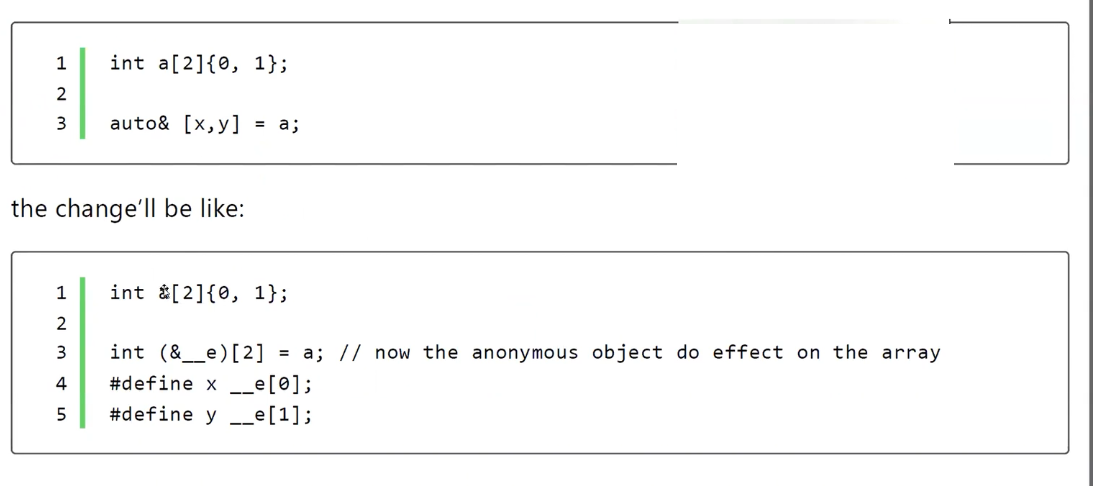 1 int a[2]{0, 1};
2
3 auto& [x,y] = a;
the change'll be like:
1 int [2]{0, 1};
2
3 int (&__e)[2] = a; // now the anonymous object do effect on the array
4 #define x __e[0];
5 #define y __e[1];